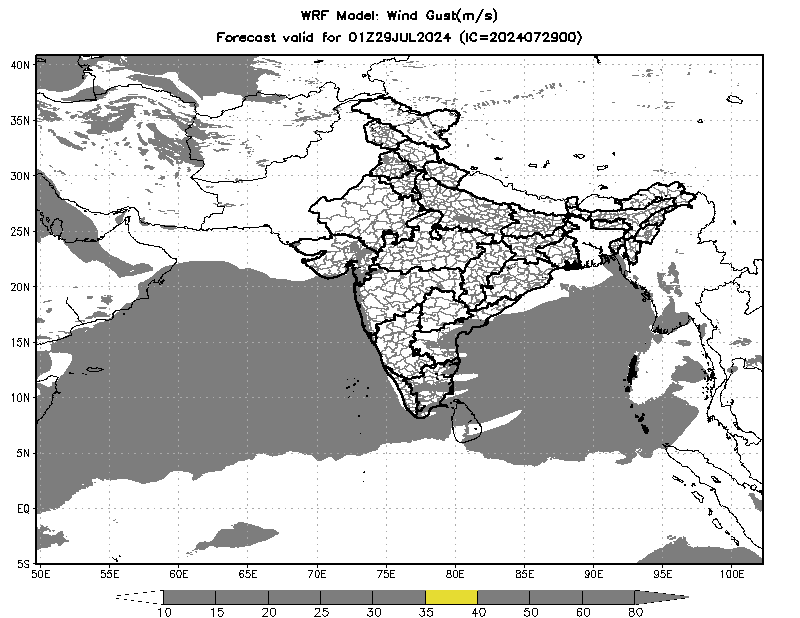 WRF Model: Wind Gust(m/s)
Forecast valid for 01Z29JUL2024 (IC=2024072900)
40N
35N
30N
25N
20N
15N
10N
5N
EQ
5S
50E 55E 60E 65E 70E 75E 80E 85E 90E 95E 100E
10 15 20 25 30 35 40 50 60 80